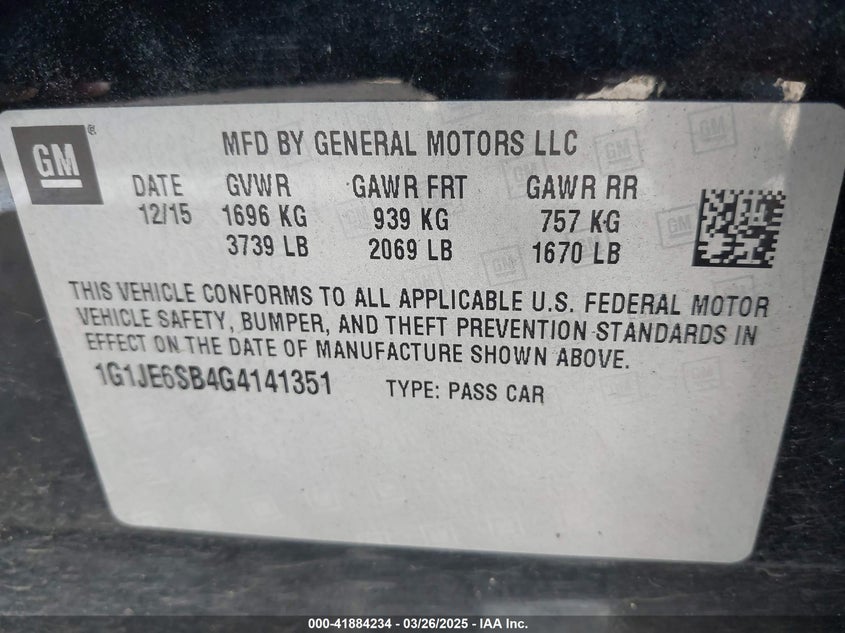 GM
MFD BY GENERAL MOTORS LLC
DATE GVWR GAWR FRT GAWR RR
12/15 1696 KG 939 KG 757 KG
3739 LB 2069 LB 1670 LB
THIS VEHICLE CONFORMS TO ALL APPLICABLE U.S. FEDERAL MOTOR
VEHICLE SAFETY, BUMPER, AND THEFT PREVENTION STANDARDS IN
EFFECT ON THE DATE OF MANUFACTURE SHOWN ABOVE.
1G1JE6SB4G4141351 TYPE: PASS CAR
000-41884234 - 03/26/2025 - IAA Inc.